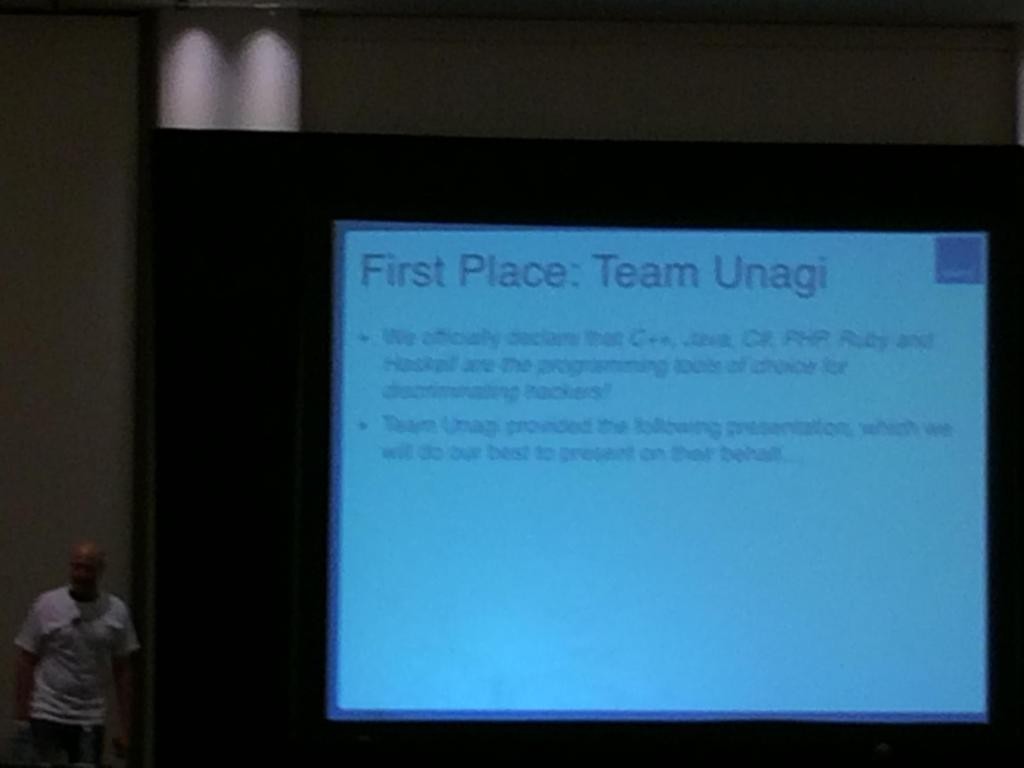 First Place: Team Unagi
• We officially declare that C++, Java, C#, PHP, Ruby and
Haskell are the programming tools of choice for
discriminating hackers!
• Team Unagi provided the following presentation, which we
will do our best to present on their behalf...